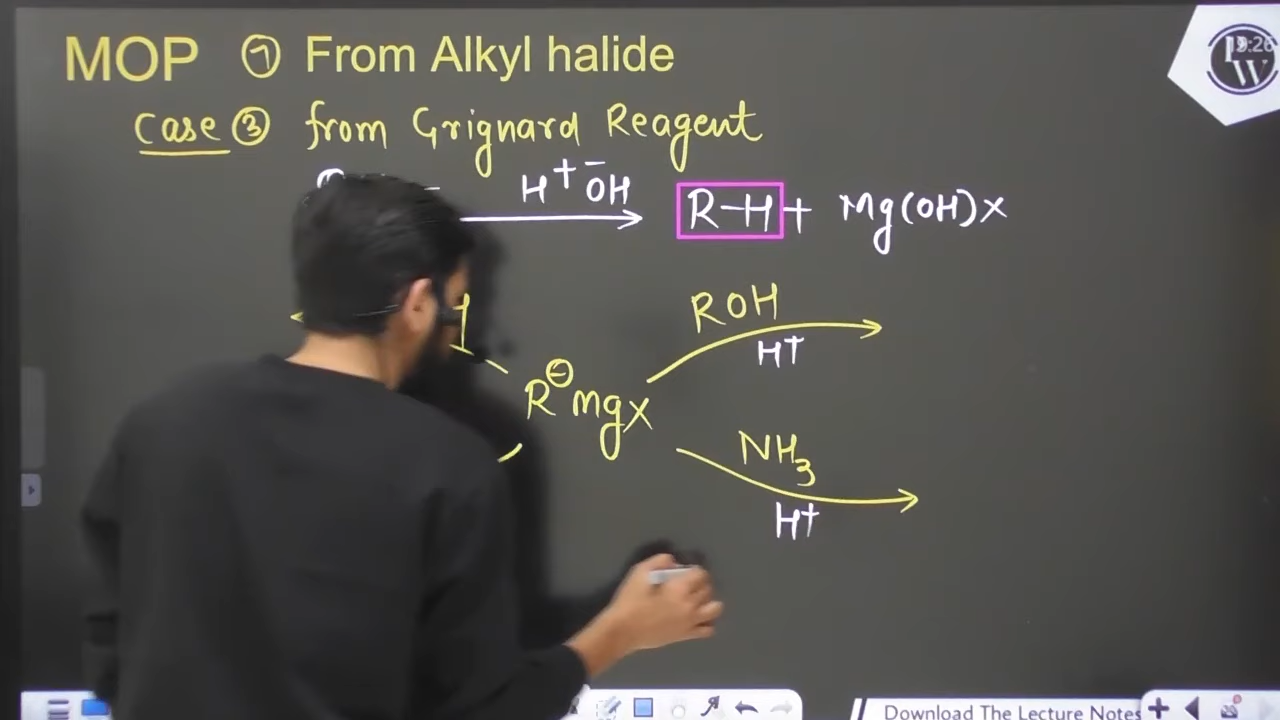 MOP ① From Alkyl halide
Case ③ from Grignard Reagent
H⁺ ⁻OH R-H + Mg(OH)X
ROH
H⁺
R⊖MgX
NH₃
H⁺
PW
Download The Lecture Notes